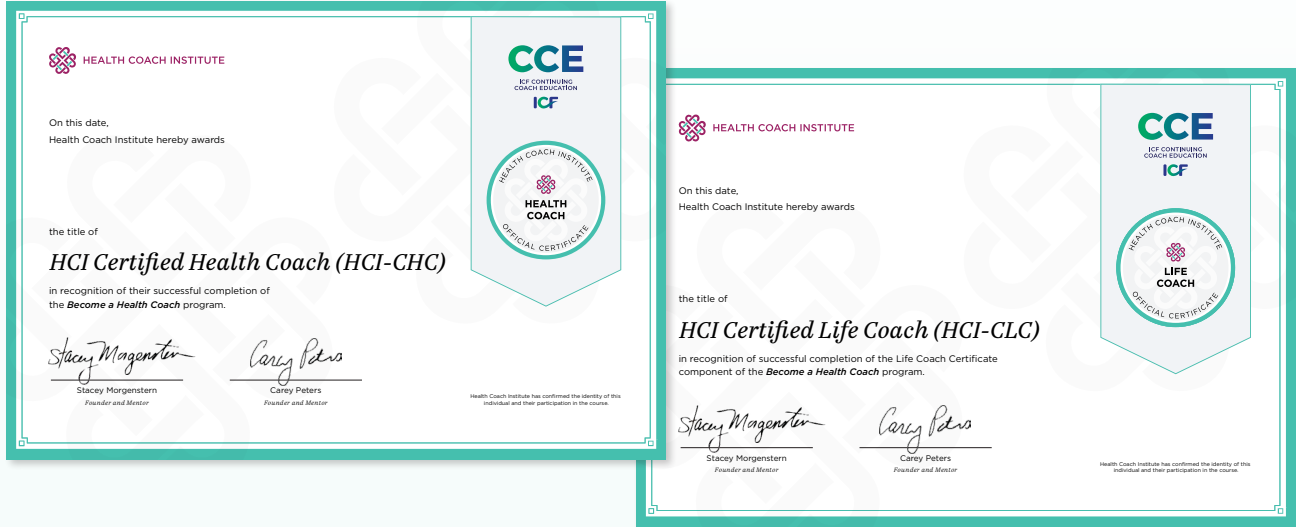 HEALTH COACH INSTITUTE
CCE
ICF CONTINUING
COACH EDUCATION
ICF
On this date,
Health Coach Institute hereby awards
HEALTH COACH INSTITUTE
HEALTH
COACH
OFFICIAL CERTIFICATE
the title of
HCI Certified Health Coach (HCI-CHC)
in recognition of their successful completion of
the Become a Health Coach program.
Stacey Morgenstern
Carey Peters
Stacey Morgenstern
Carey Peters
Founder and Mentor
Founder and Mentor
Health Coach Institute has confirmed the identity of this
individual and their participation in the course.
HEALTH COACH INSTITUTE
CCE
ICF CONTINUING
COACH EDUCATION
ICF
On this date,
Health Coach Institute hereby awards
HEALTH COACH INSTITUTE
LIFE
COACH
OFFICIAL CERTIFICATE
the title of
HCI Certified Life Coach (HCI-CLC)
in recognition of successful completion of the Life Coach Certificate
component of the Become a Health Coach program.
Stacey Morgenstern
Carey Peters
Stacey Morgenstern
Carey Peters
Founder and Mentor
Founder and Mentor
Health Coach Institute has confirmed the identity of this
individual and their participation in the course.